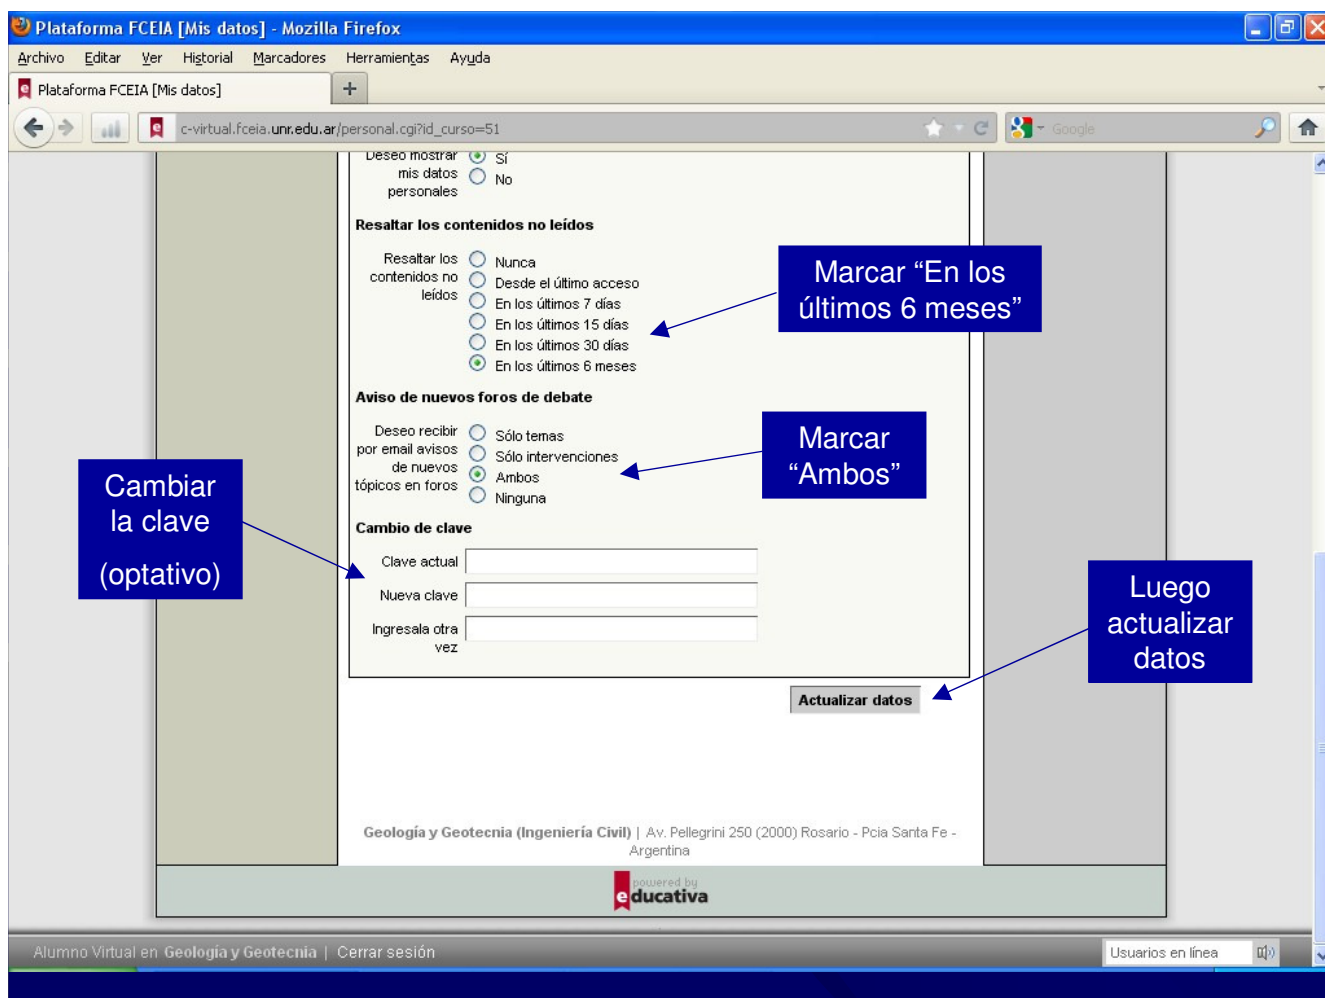 Plataforma FCEIA [Mis datos] - Mozilla Firefox
Archivo Editar Ver Historial Marcadores Herramientas Ayuda
Plataforma FCEIA [Mis datos]
c-virtual.fceia.unr.edu.ar/personal.cgi?id_curso=51
Google
Deseo mostrar mis datos personales
Sí
No
Resaltar los contenidos no leídos
Resaltar los
contenidos no
leídos
Nunca
Desde el último acceso
En los últimos 7 días
En los últimos 15 días
En los últimos 30 días
En los últimos 6 meses
Marcar “En los
últimos 6 meses”
Aviso de nuevos foros de debate
Deseo recibir
por email avisos
de nuevos
tópicos en foros
Sólo temas
Sólo intervenciones
Ambos
Ninguna
Marcar
“Ambos”
Cambiar
la clave
(optativo)
Cambio de clave
Clave actual
Nueva clave
Ingresala otra
vez
Luego
actualizar
datos
Actualizar datos
Geología y Geotecnia (Ingeniería Civil) | Av. Pellegrini 250 (2000) Rosario - Pcia Santa Fe -
Argentina
powered by
educativa
Alumno Virtual en Geología y Geotecnia | Cerrar sesión
Usuarios en línea